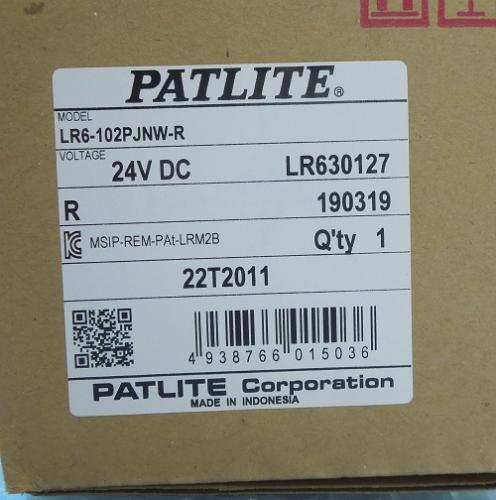 PATLITE®
MODEL
LR6-102PJNW-R
VOLTAGE
24V DC LR630127
R 190319
MSIP-REM-PAt-LRM2B Q'ty 1
22T2011
4 938766 015036
PATLITE Corporation
MADE IN INDONESIA